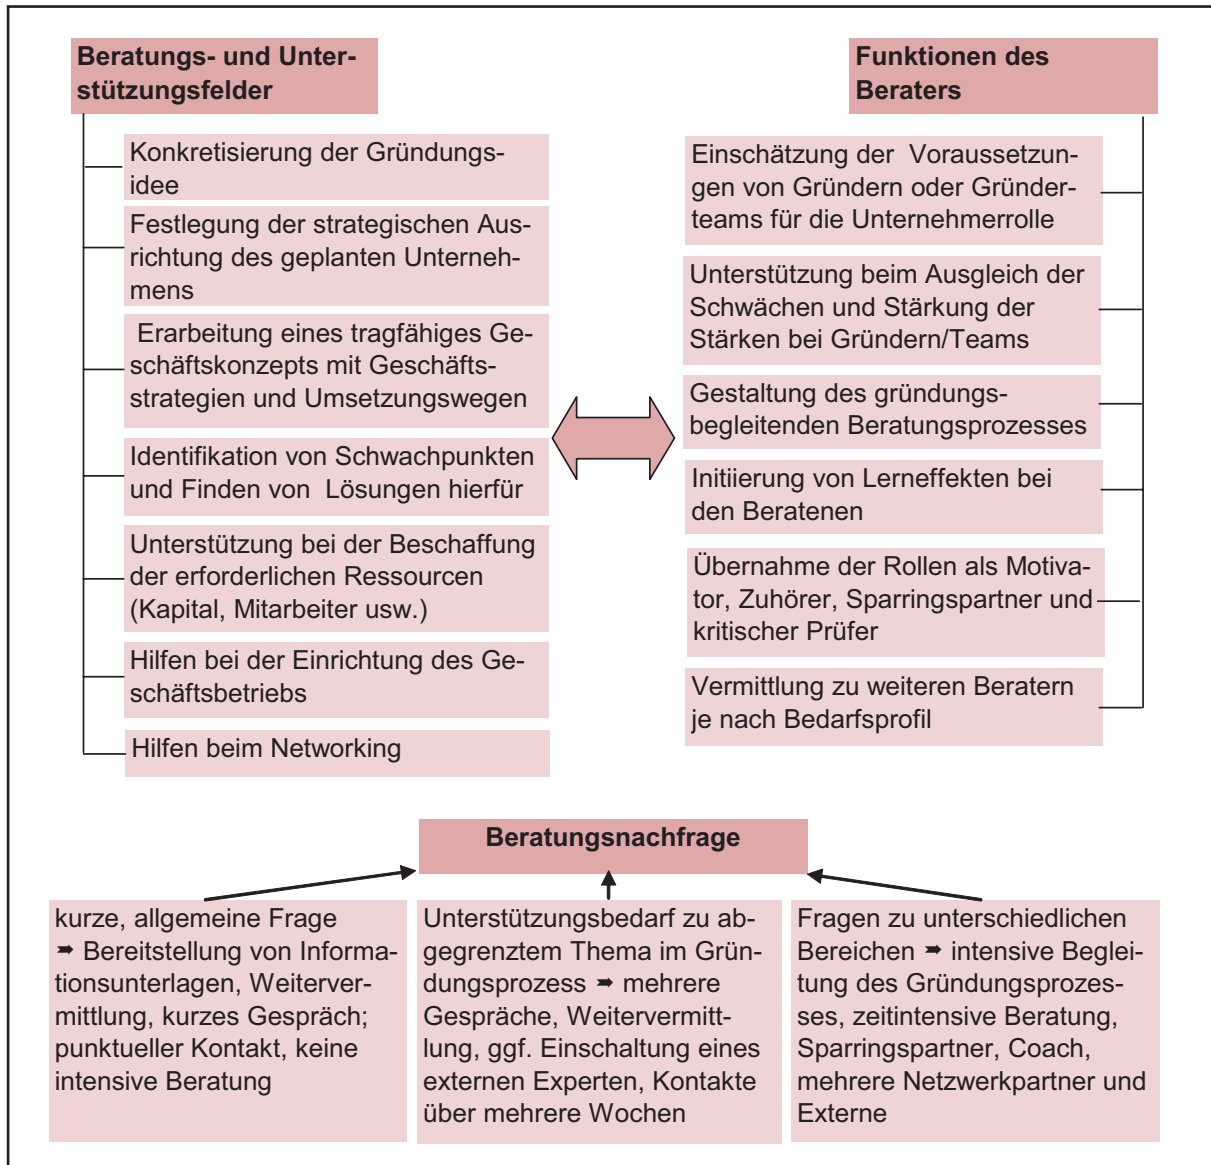 Beratungs- und Unter-
stützungsfelder
Konkretisierung der Gründungs-
idee
Festlegung der strategischen Aus-
richtung des geplanten Unterneh-
mens
Erarbeitung eines tragfähiges Ge-
schäftskonzepts mit Geschäfts-
strategien und Umsetzungswegen
Identifikation von Schwachpunkten
und Finden von Lösungen hierfür
Unterstützung bei der Beschaffung
der erforderlichen Ressourcen
(Kapital, Mitarbeiter usw.)
Hilfen bei der Einrichtung des Ge-
schäftsbetriebs
Hilfen beim Networking
Funktionen des
Beraters
Einschätzung der Voraussetzun-
gen von Gründern oder Gründer-
teams für die Unternehmerrolle
Unterstützung beim Ausgleich der
Schwächen und Stärkung der
Stärken bei Gründern/Teams
Gestaltung des gründungs-
begleitenden Beratungsprozesses
Initiierung von Lerneffekten bei
den Beratenen
Übernahme der Rollen als Motiva-
tor, Zuhörer, Sparringspartner und
kritischer Prüfer
Vermittlung zu weiteren Beratern
je nach Bedarfsprofil
Beratungsnachfrage
kurze, allgemeine Frage
➡ Bereitstellung von Informa-
tionsunterlagen, Weiterver-
mittlung, kurzes Gespräch;
punktueller Kontakt, keine
intensive Beratung
Unterstützungsbedarf zu ab-
gegrenztem Thema im Grün-
dungsprozess ➡ mehrere
Gespräche, Weitervermitt-
lung, ggf. Einschaltung eines
externen Experten, Kontakte
über mehrere Wochen
Fragen zu unterschiedlichen
Bereichen ➡ intensive Beglei-
tung des Gründungsprozes-
ses, zeitintensive Beratung,
Sparringspartner, Coach,
mehrere Netzwerkpartner und
Externe